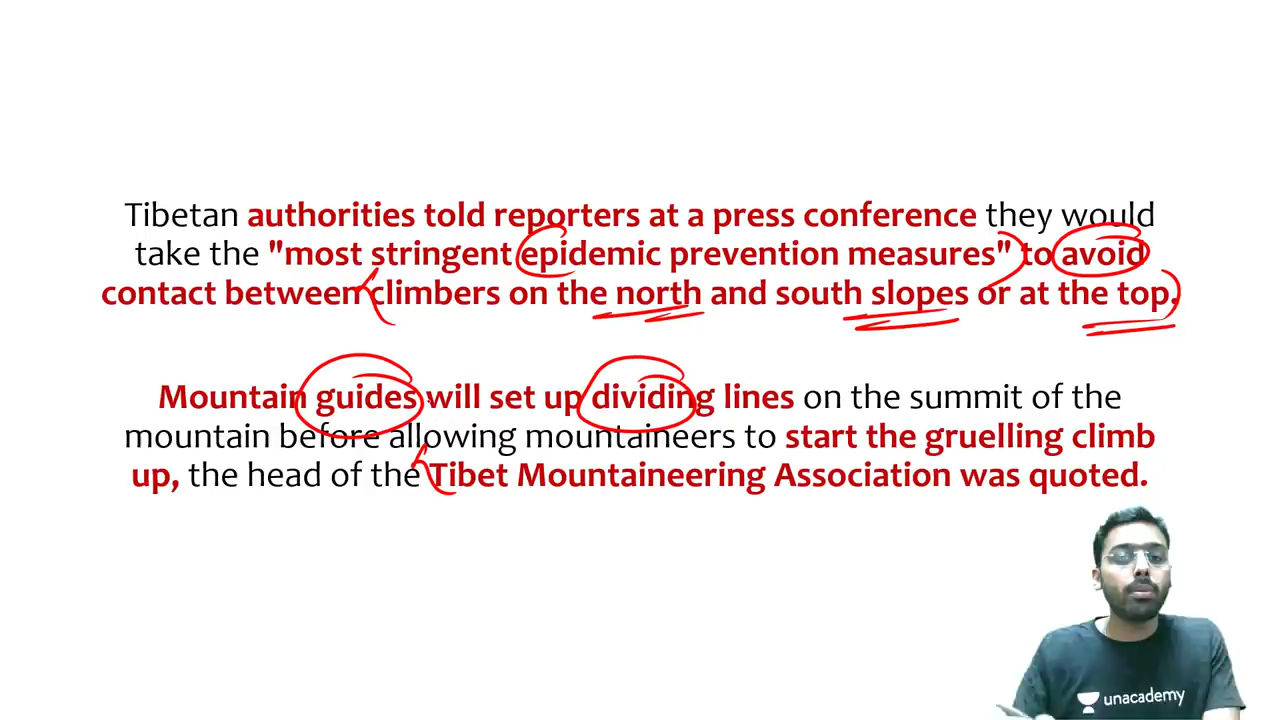 Tibetan authorities told reporters at a press conference they would
take the "most stringent epidemic prevention measures" to avoid
contact between climbers on the north and south slopes or at the top.
Mountain guides will set up dividing lines on the summit of the
mountain before allowing mountaineers to start the gruelling climb
up, the head of the Tibet Mountaineering Association was quoted.
unacademy